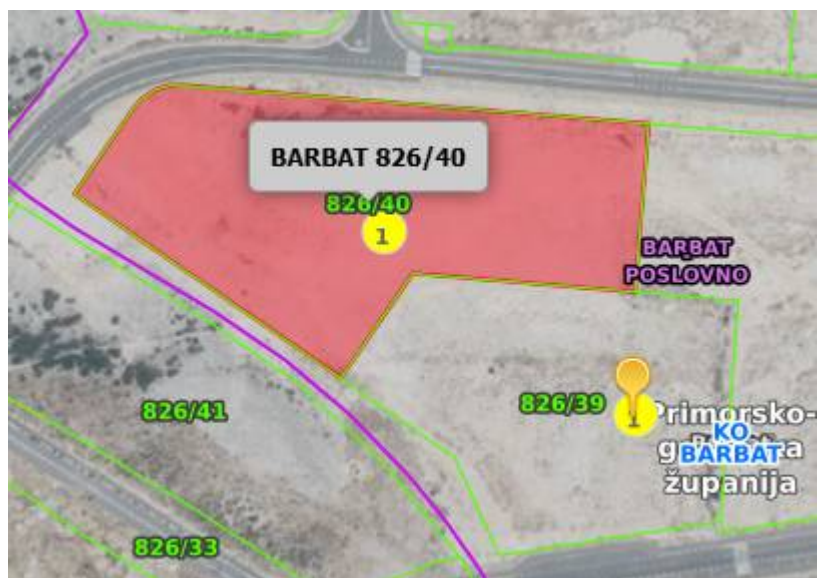 BARBAT 826/40
826/40
1
BARBAT
POSLOVNO
826/41
826/39
1
Primorsko-
KO
BARBAT
županija
826/33